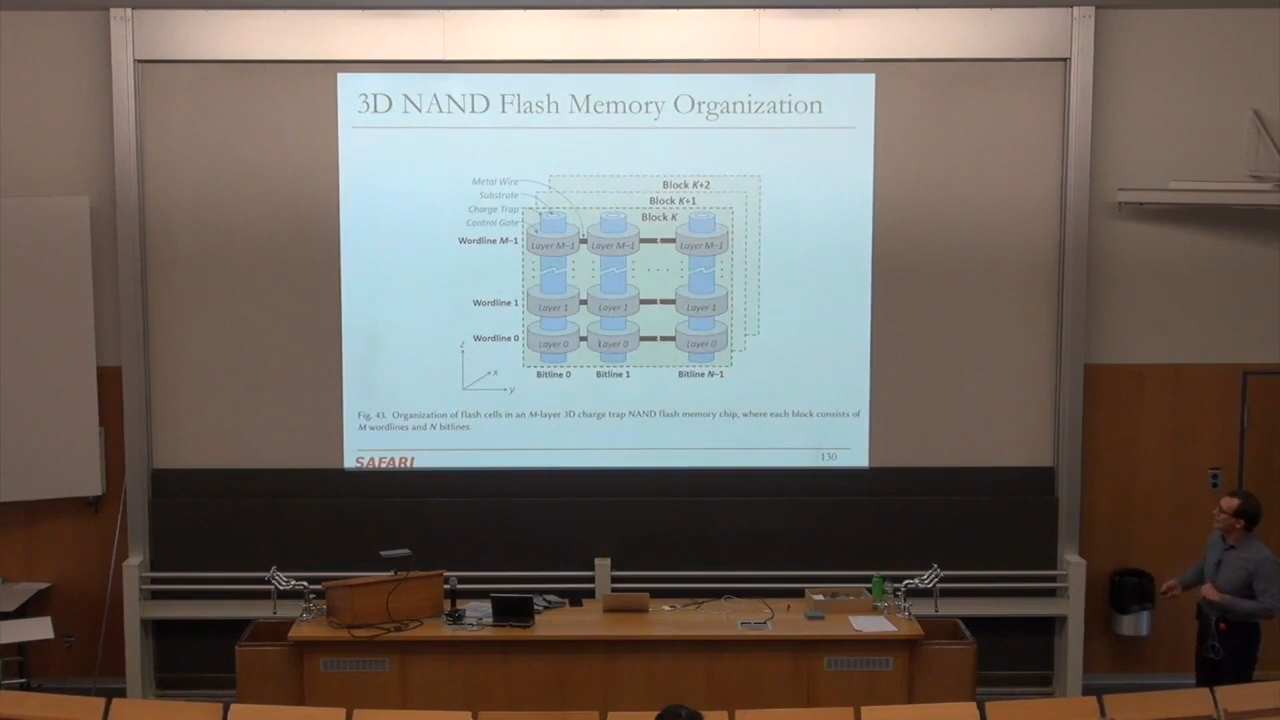 3D NAND Flash Memory Organization
Metal Wire
Substrate
Charge Trap
Control Gate
Block K+2
Block K+1
Block K
Wordline M–1
Layer M–1
Layer M–1
Layer M–1
Wordline 1
Layer 1
Layer 1
Layer 1
Wordline 0
Layer 0
Layer 0
Layer 0
z
x
y
Bitline 0
Bitline 1
Bitline N–1
Fig. 43. Organization of flash cells in an M-layer 3D charge trap NAND flash memory chip, where each block consists of
M wordlines and N bitlines.
SAFARI
130